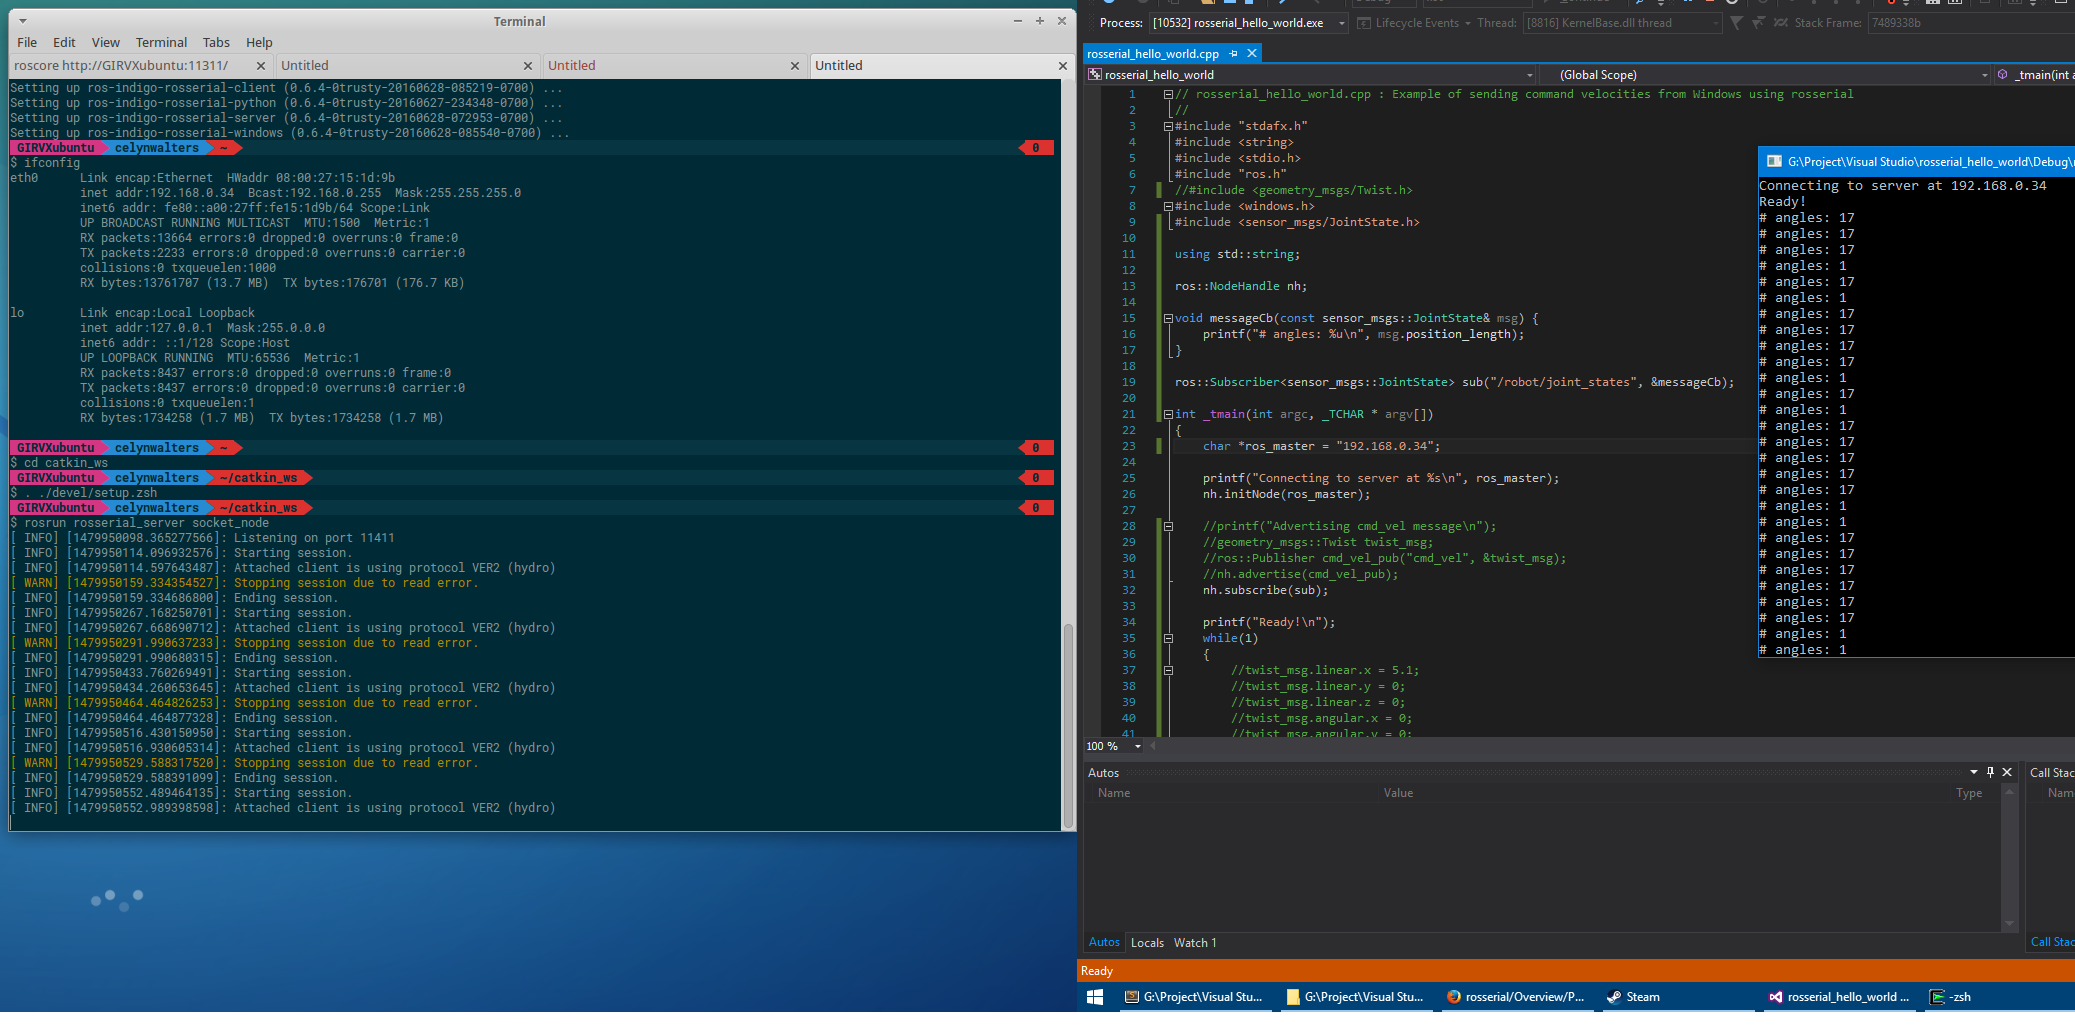 Terminal
File Edit View Terminal Tabs Help
roscore http://GIRVXubuntu:11311/ Untitled Untitled Untitled
Setting up ros-indigo-rosserial-client (0.6.4-0trusty-20160628-085219-0700) ...
Setting up ros-indigo-rosserial-python (0.6.4-0trusty-20160627-234348-0700) ...
Setting up ros-indigo-rosserial-server (0.6.4-0trusty-20160628-072953-0700) ...
Setting up ros-indigo-rosserial-windows (0.6.4-0trusty-20160628-085540-0700) ...
GIRVXubuntu celynwalters ~ 0
$ ifconfig
eth0 Link encap:Ethernet HWaddr 08:00:27:15:1d:9b
inet addr:192.168.0.34 Bcast:192.168.0.255 Mask:255.255.255.0
inet6 addr: fe80::a00:27ff:fe15:1d9b/64 Scope:Link
UP BROADCAST RUNNING MULTICAST MTU:1500 Metric:1
RX packets:13664 errors:0 dropped:0 overruns:0 frame:0
TX packets:2233 errors:0 dropped:0 overruns:0 carrier:0
collisions:0 txqueuelen:1000
RX bytes:13761707 (13.7 MB) TX bytes:176701 (176.7 KB)
lo Link encap:Local Loopback
inet addr:127.0.0.1 Mask:255.0.0.0
inet6 addr: ::1/128 Scope:Host
UP LOOPBACK RUNNING MTU:65536 Metric:1
RX packets:8437 errors:0 dropped:0 overruns:0 frame:0
TX packets:8437 errors:0 dropped:0 overruns:0 carrier:0
collisions:0 txqueuelen:1
RX bytes:1734258 (1.7 MB) TX bytes:1734258 (1.7 MB)
GIRVXubuntu celynwalters ~ 0
$ cd catkin_ws
GIRVXubuntu celynwalters ~/catkin_ws 0
$ . ./devel/setup.zsh
GIRVXubuntu celynwalters ~/catkin_ws 0
$ rosrun rosserial_server socket_node
[ INFO] [1479950098.365277566]: Listening on port 11411
[ INFO] [1479950114.096932576]: Starting session.
[ INFO] [1479950114.597643487]: Attached client is using protocol VER2 (hydro)
[ WARN] [1479950159.334354527]: Stopping session due to read error.
[ INFO] [1479950159.334686800]: Ending session.
[ INFO] [1479950267.168250701]: Starting session.
[ INFO] [1479950267.668690712]: Attached client is using protocol VER2 (hydro)
[ WARN] [1479950291.990637233]: Stopping session due to read error.
[ INFO] [1479950291.990680315]: Ending session.
[ INFO] [1479950433.760269491]: Starting session.
[ INFO] [1479950434.260653645]: Attached client is using protocol VER2 (hydro)
[ WARN] [1479950464.464826253]: Stopping session due to read error.
[ INFO] [1479950464.464877328]: Ending session.
[ INFO] [1479950516.430150950]: Starting session.
[ INFO] [1479950516.930605314]: Attached client is using protocol VER2 (hydro)
[ WARN] [1479950529.588317520]: Stopping session due to read error.
[ INFO] [1479950529.588391099]: Ending session.
[ INFO] [1479950552.489464135]: Starting session.
[ INFO] [1479950552.989398598]: Attached client is using protocol VER2 (hydro)
Process: [10532] rosserial_hello_world.exe Lifecycle Events Thread: [8816] KernelBase.dll thread Stack Frame: 7489338b
rosserial_hello_world.cpp
rosserial_hello_world (Global Scope) _tmain(int a
1 // rosserial_hello_world.cpp : Example of sending command velocities from Windows using rosserial
2 //
3 #include "stdafx.h"
4 #include <string>
5 #include <stdio.h>
6 #include "ros.h"
7 //#include <geometry_msgs/Twist.h>
8 #include <windows.h>
9 #include <sensor_msgs/JointState.h>
10
11 using std::string;
12
13 ros::NodeHandle nh;
14
15 void messageCb(const sensor_msgs::JointState& msg) {
16 printf("# angles: %u\n", msg.position_length);
17 }
18
19 ros::Subscriber<sensor_msgs::JointState> sub("/robot/joint_states", &messageCb);
20
21 int _tmain(int argc, _TCHAR * argv[])
22 {
23 char *ros_master = "192.168.0.34";
24
25 printf("Connecting to server at %s\n", ros_master);
26 nh.initNode(ros_master);
27
28 //printf("Advertising cmd_vel message\n");
29 //geometry_msgs::Twist twist_msg;
30 //ros::Publisher cmd_vel_pub("cmd_vel", &twist_msg);
31 //nh.advertise(cmd_vel_pub);
32 nh.subscribe(sub);
33
34 printf("Ready!\n");
35 while(1)
36 {
37 //twist_msg.linear.x = 5.1;
38 //twist_msg.linear.y = 0;
39 //twist_msg.linear.z = 0;
40 //twist_msg.angular.x = 0;
41 //twist_msg.angular.y = 0;
100 %
G:\Project\Visual Studio\rosserial_hello_world\Debug\
Connecting to server at 192.168.0.34
Ready!
# angles: 17
# angles: 17
# angles: 17
# angles: 1
# angles: 17
# angles: 1
# angles: 17
# angles: 17
# angles: 17
# angles: 17
# angles: 1
# angles: 17
# angles: 1
# angles: 17
# angles: 17
# angles: 17
# angles: 17
# angles: 17
# angles: 1
# angles: 1
# angles: 17
# angles: 17
# angles: 17
# angles: 17
# angles: 17
# angles: 17
# angles: 1
# angles: 1
Autos Call Stac
Name Value Type Nam
Autos Locals Watch 1 Call Stac
Ready
G:\Project\Visual Stu... G:\Project\Visual Stu... rosserial/Overview/P... Steam rosserial_hello_world ... -zsh